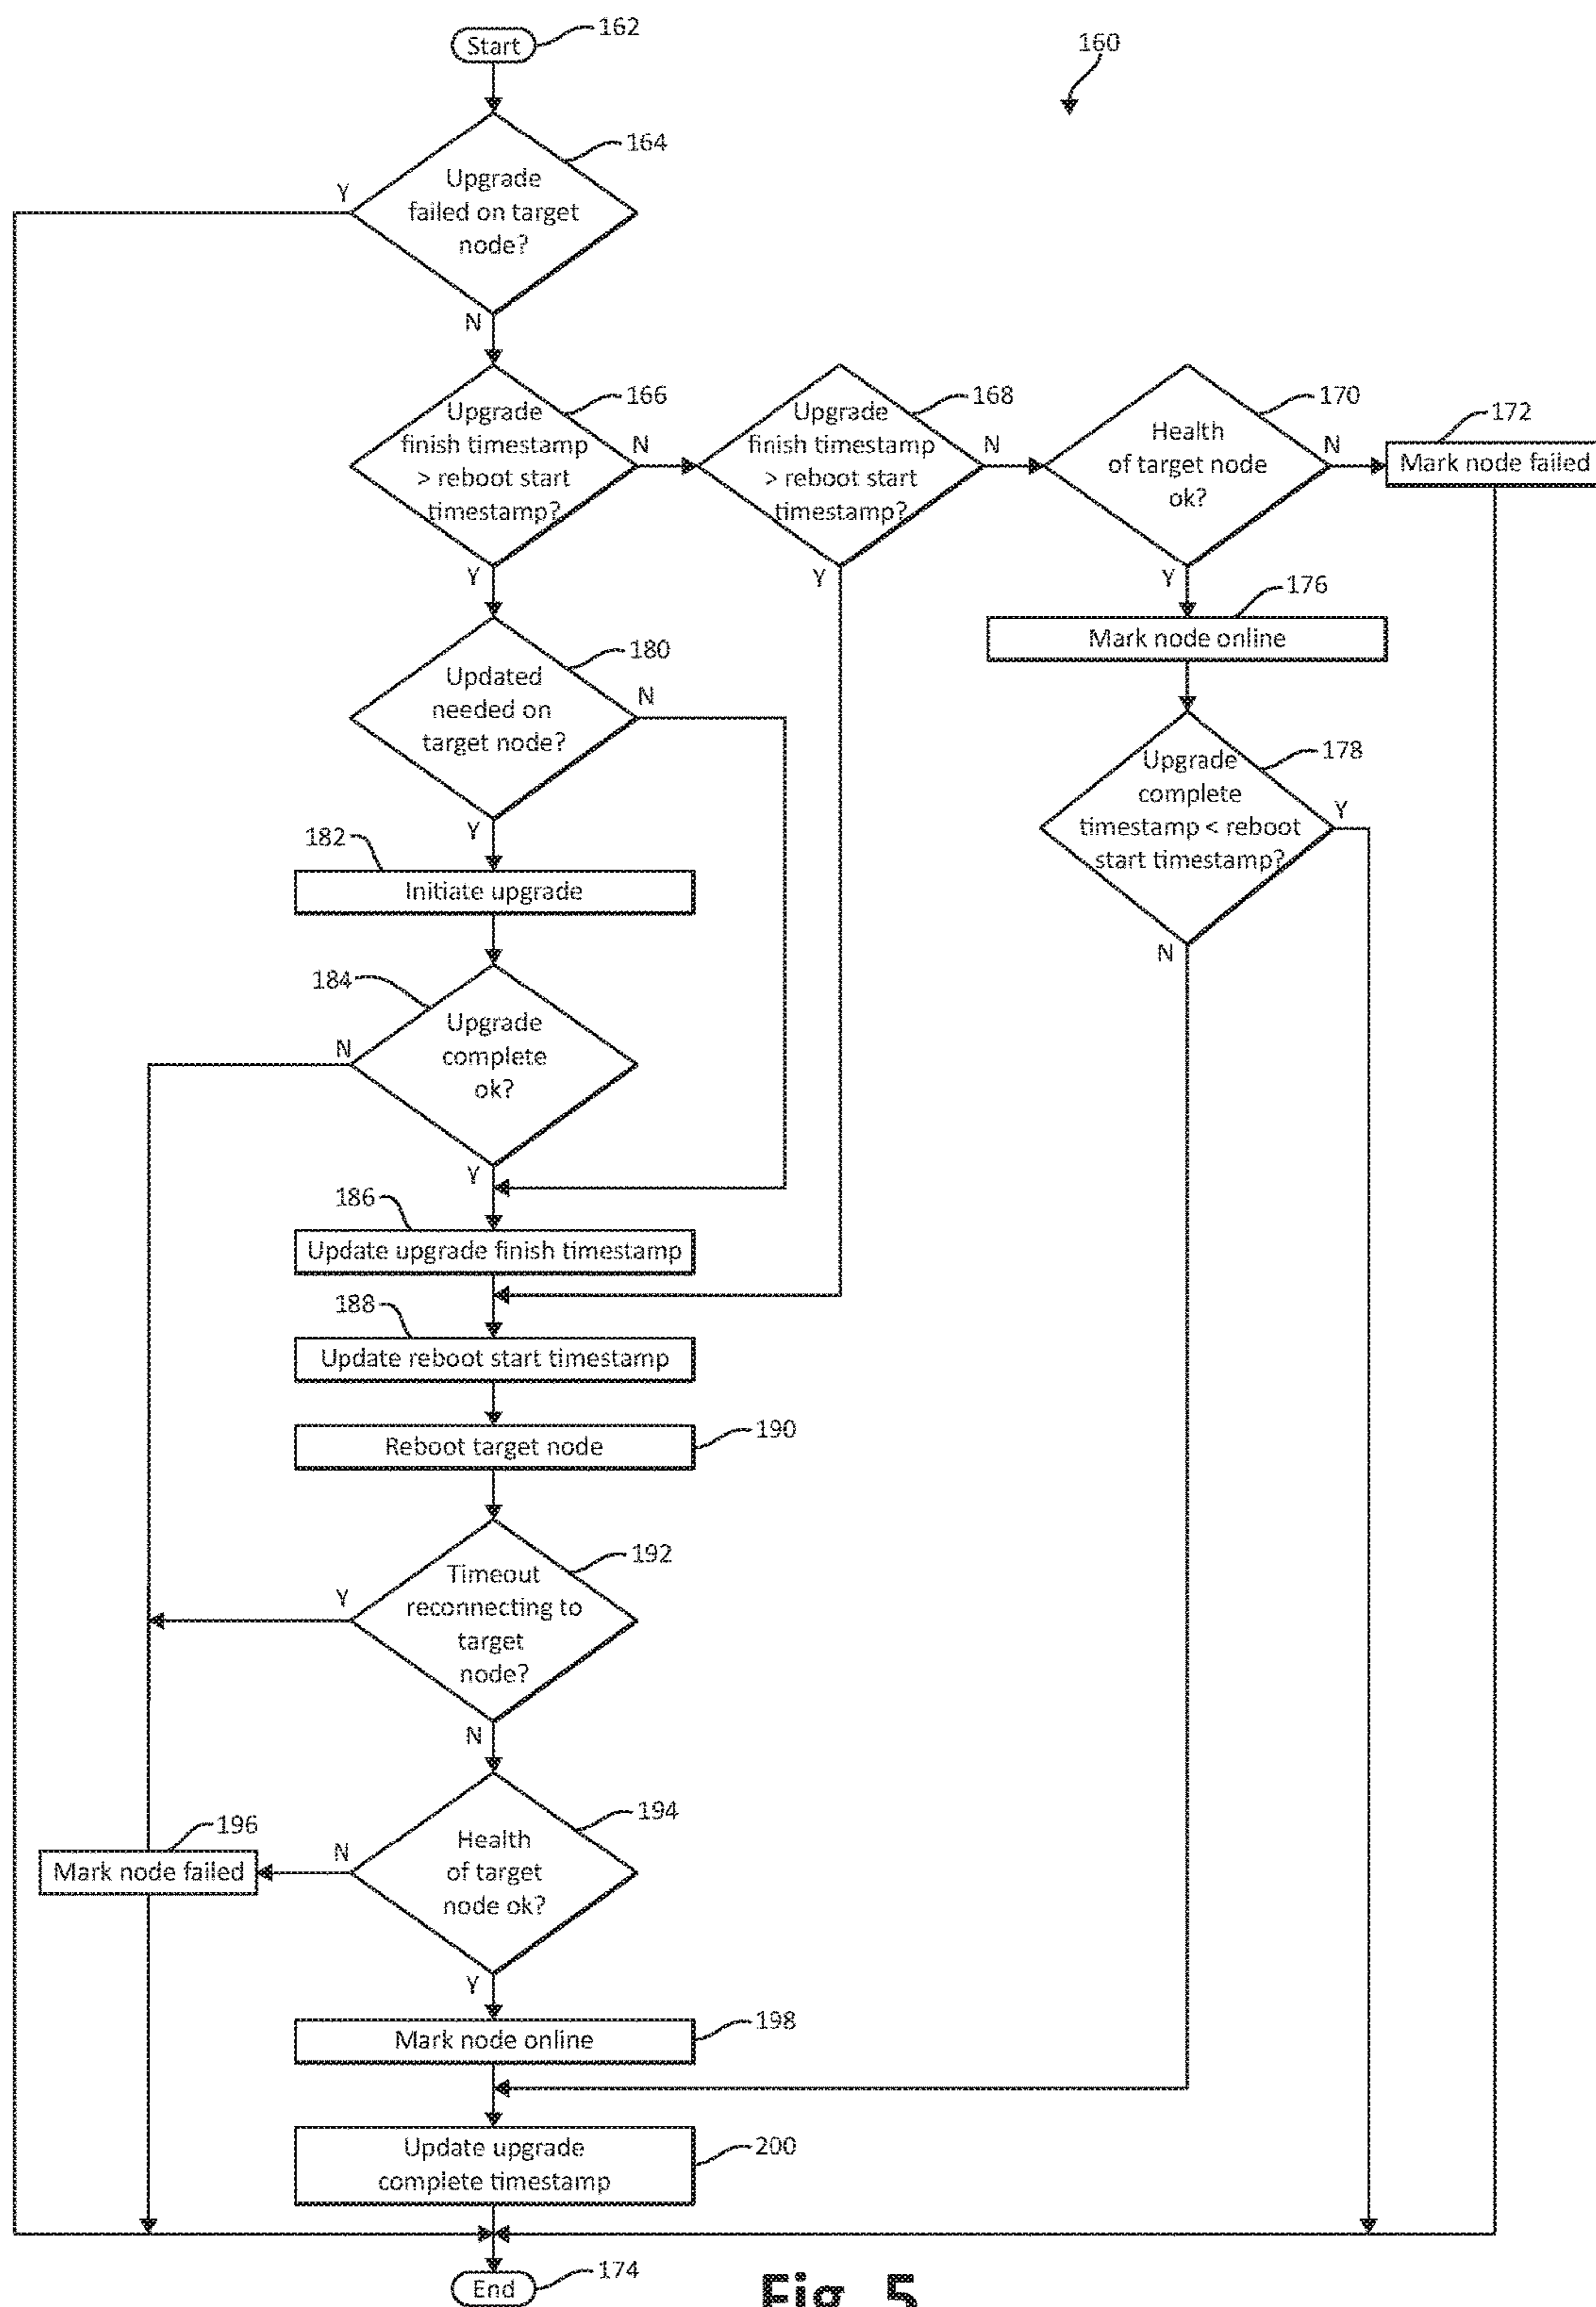 Start
162
160
164
Upgrade
failed on target
node?
Y
N
166
Upgrade
finish timestamp
> reboot start
timestamp?
N
Y
168
Upgrade
finish timestamp
> reboot start
timestamp?
N
Y
170
Health
of target node
ok?
N
Y
172
Mark node failed
176
Mark node online
180
Updated
needed on
target node?
N
Y
178
Upgrade
complete
timestamp < reboot
start timestamp?
Y
N
182
Initiate upgrade
184
Upgrade
complete
ok?
N
Y
186
Update upgrade finish timestamp
188
Update reboot start timestamp
Reboot target node
190
192
Timeout
reconnecting to
target
node?
Y
N
194
Health
of target
node ok?
N
Y
196
Mark node failed
Mark node online
198
Update upgrade
complete timestamp
200
End
174
Fig. 5